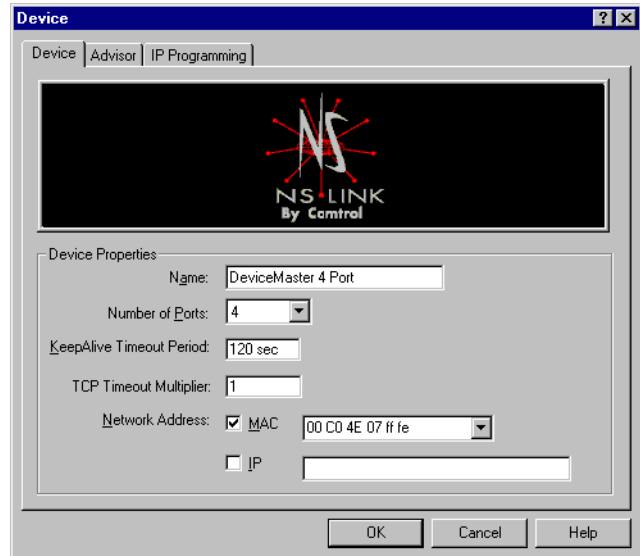 Device
Device Advisor IP Programming
NS
NS LINK
By Comtrol
Device Properties
Name: DeviceMaster 4 Port
Number of Ports: 4
KeepAlive Timeout Period: 120 sec
TCP Timeout Multiplier: 1
Network Address: MAC 00 C0 4E 07 ff fe
IP
OK Cancel Help